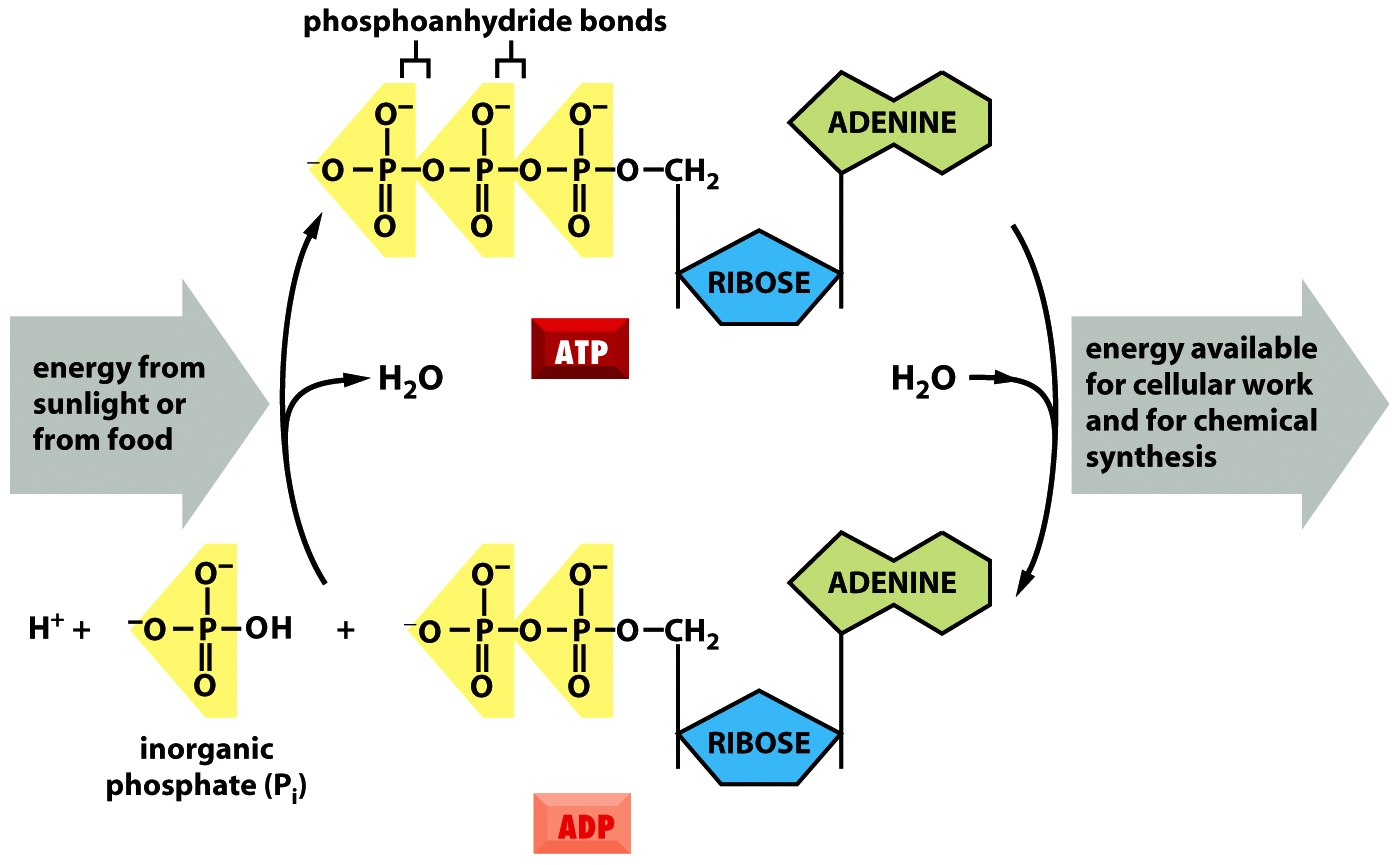 phosphoanhydride bonds
O⁻ O⁻ O⁻
⁻O–P–O–P–O–P–O–CH₂
O O O
ADENINE
RIBOSE
ATP
energy from
sunlight or
from food
H₂O
H₂O
energy available
for cellular work
and for chemical
synthesis
O⁻
H⁺ + ⁻O–P–OH
O
+
O⁻ O⁻
⁻O–P–O–P–O–CH₂
O O
ADENINE
RIBOSE
inorganic
phosphate (Pᵢ)
ADP